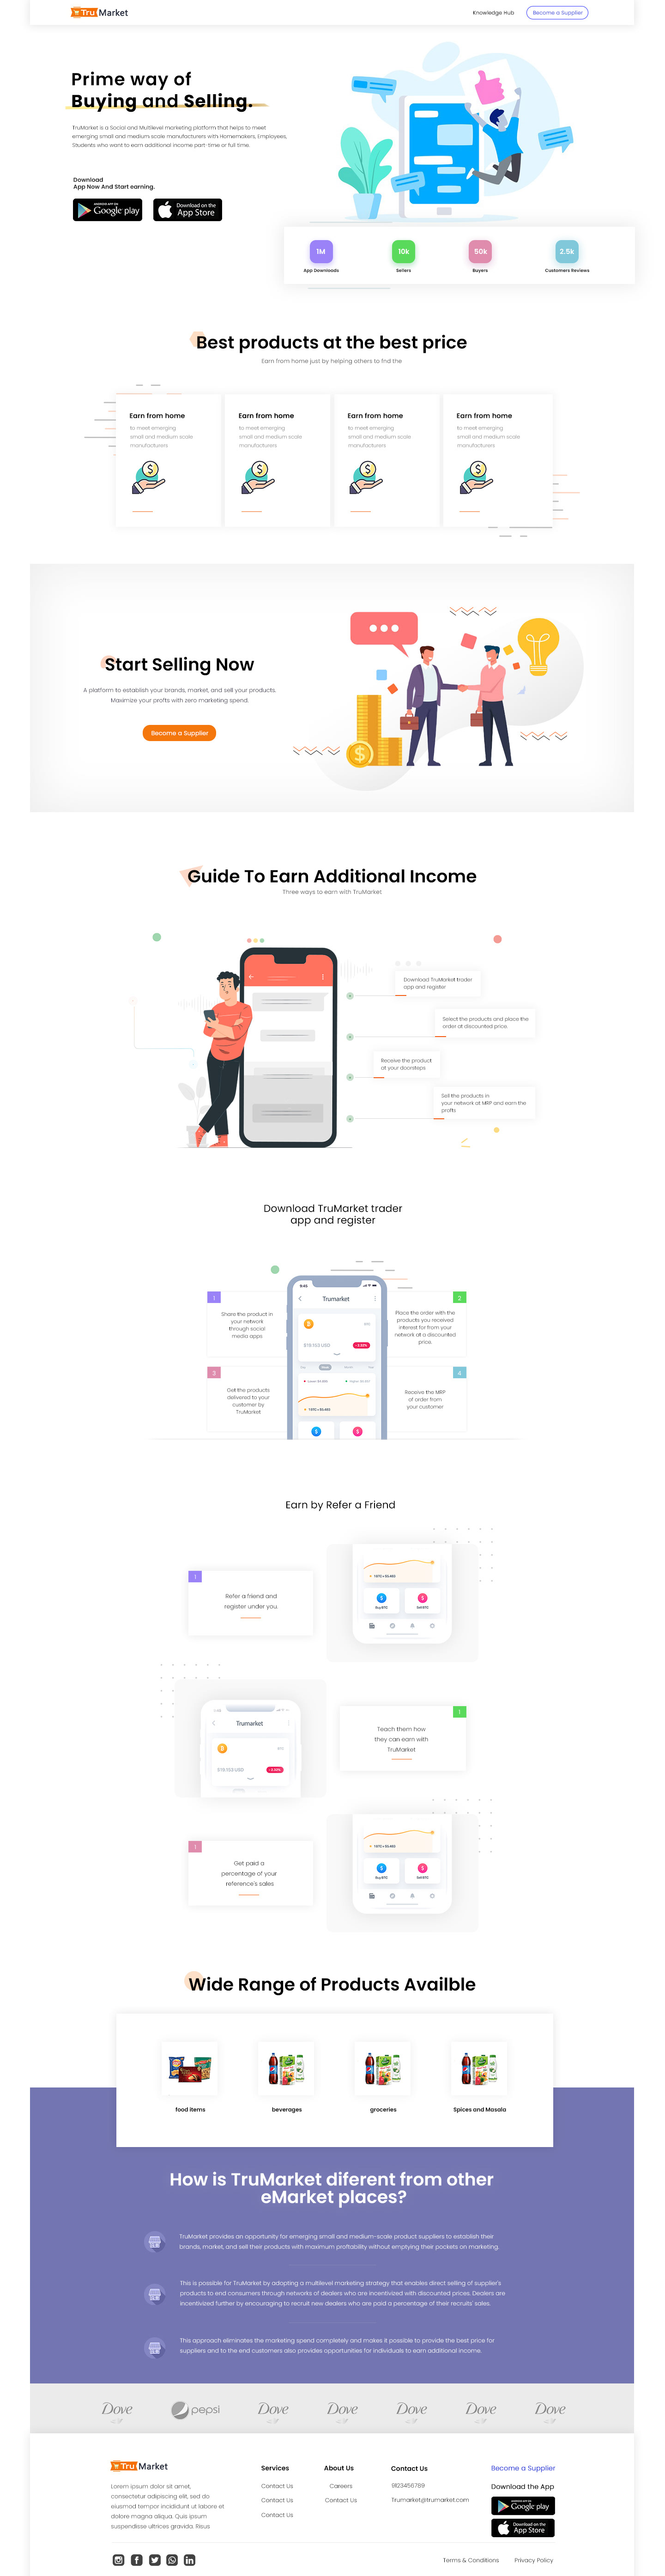 TruMarket
Knowledge Hub
Become a Supplier
Prime way of
Buying and Selling.
TruMarket is a Social and Multilevel marketing platform that helps to meet
emerging small and medium scale manufacturers with Homemakers, Employees,
Students who want to earn additional income part-time or full time.
Download
App Now And Start earning.
Google play
Download on the
App Store
1M
10k
50k
2.5k
App Downloads
Sellers
Buyers
Customers Reviews
Best products at the best price
Earn from home just by helping others to fnd the
Earn from home
to meet emerging
small and medium scale
manufacturers
Earn from home
to meet emerging
small and medium scale
manufacturers
Earn from home
to meet emerging
small and medium scale
manufacturers
Earn from home
to meet emerging
small and medium scale
manufacturers
Start Selling Now
A platform to establish your brands, market, and sell your products.
Maximize your profts with zero marketing spend.
Become a Supplier
Guide To Earn Additional Income
Three ways to earn with TruMarket
Download TruMarket trader
app and register
Select the products and place the
order at discounted price.
Receive the product
at your doorsteps
Sell the products in
your network at MRP and earn the
profts
Download TruMarket trader
app and register
1
Share the product in
your network
through social
media apps
2
Place the order with the
products you received
interest for from your
network at a discounted
price.
3
Get the products
delivered to your
customer by
TruMarket
4
Receive the MRP
of order from
your customer
9:45
Trumarket
Earn by Refer a Friend
1
Refer a friend and
register under you.
Buy BTC
Sell BTC
Trumarket
1
Teach them how
they can earn with
TruMarket
1
Get paid a
percentage of your
reference's sales
Buy BTC
Sell BTC
Wide Range of Products Availble
food items
beverages
groceries
Spices and Masala
How is TruMarket diferent from other
eMarket places?
TruMarket provides an opportunity for emerging small and medium-scale product suppliers to establish their
brands, market, and sell their products with maximum proftability without emptying their pockets on marketing.
This is possible for TruMarket by adopting a multilevel marketing strategy that enables direct selling of supplier's
products to end consumers through networks of dealers who are incentivized with discounted prices. Dealers are
incentivized further by encouraging to recruit new dealers who are paid a percentage of their recruits' sales.
This approach eliminates the marketing spend completely and makes it possible to provide the best price for
suppliers and to the end customers also provides opportunities for individuals to earn additional income.
Dove
pepsi
Dove
Dove
Dove
Dove
Dove
TruMarket
Lorem ipsum dolor sit amet,
consectetur adipiscing elit, sed do
eiusmod tempor incididunt ut labore et
dolore magna aliqua. Quis ipsum
suspendisse ultrices gravida. Risus
Services
Contact Us
Contact Us
Contact Us
About Us
Careers
Contact Us
Contact Us
9123456789
Trumarket@trumarket.com
Become a Supplier
Download the App
Google play
Download on the
App Store
Terms & Conditions
Privacy Policy